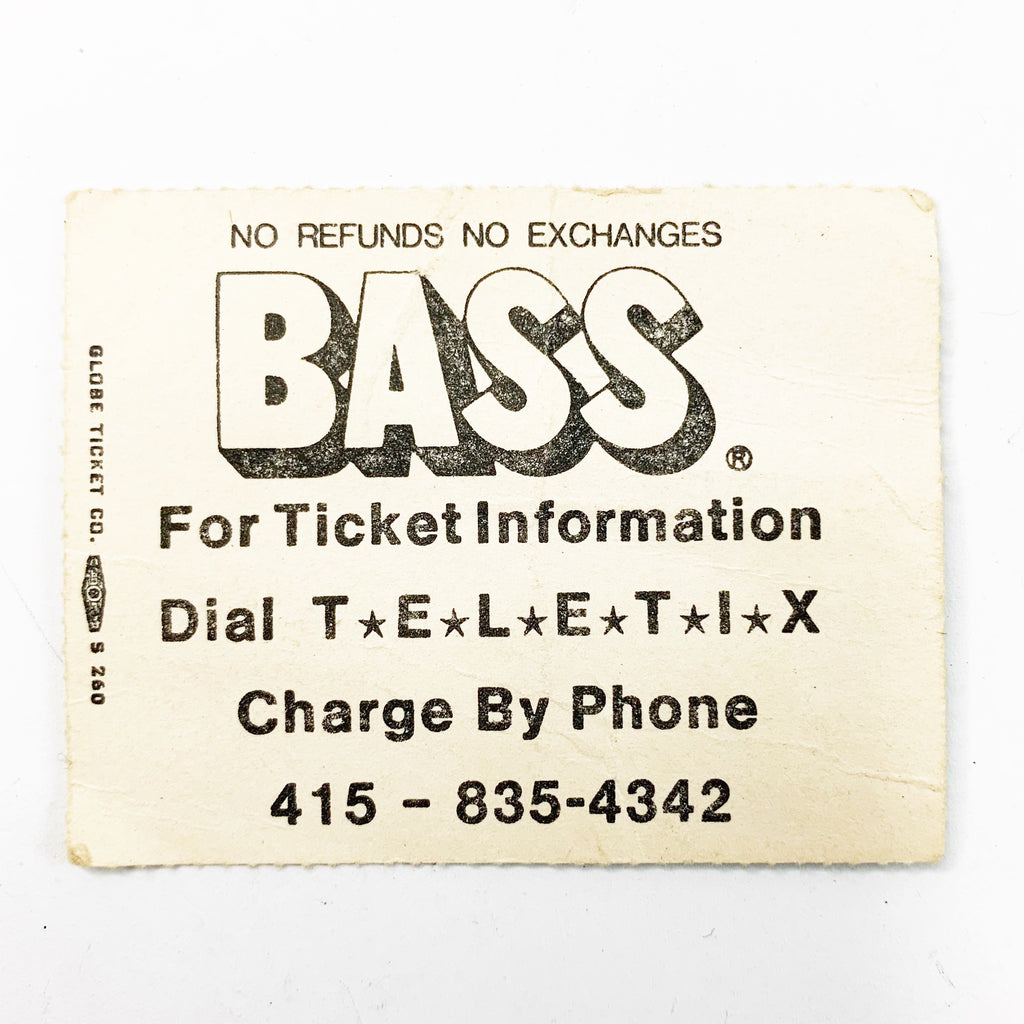 NO REFUNDS NO EXCHANGES
BASS®
For Ticket Information
Dial T★E★L★E★T★I★X
Charge By Phone
415 - 835-4342
GLOBE TICKET CO. S 260